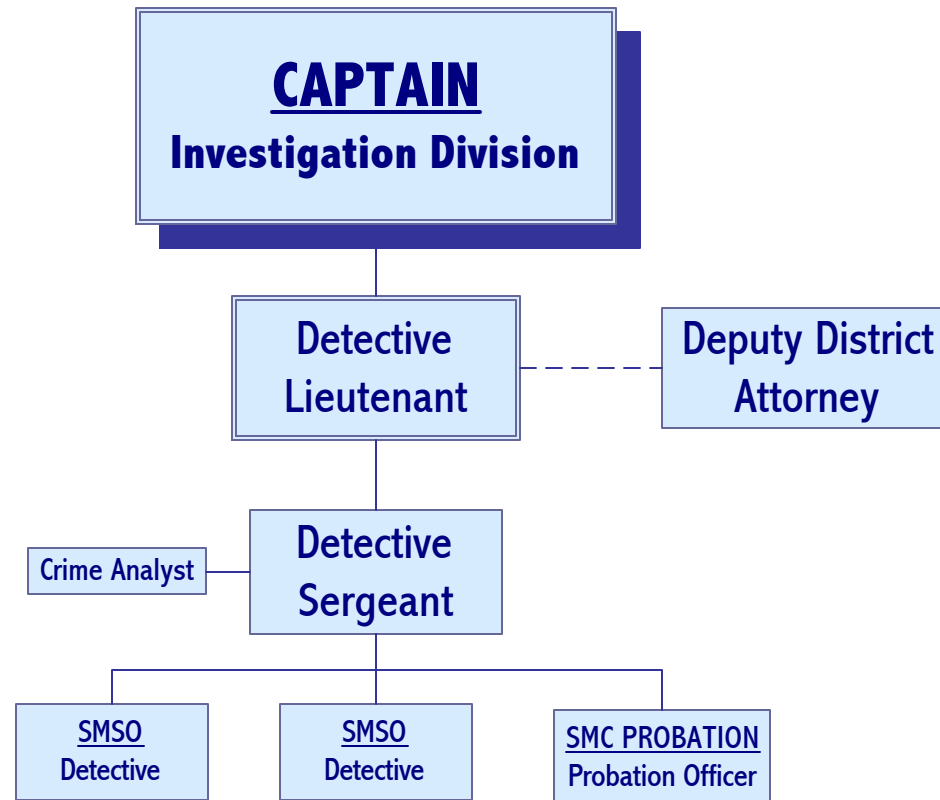 CAPTAIN
Investigation Division
Detective
Lieutenant
Deputy District
Attorney
Detective
Sergeant
Crime Analyst
SMSO
Detective
SMSO
Detective
SMC PROBATION
Probation Officer